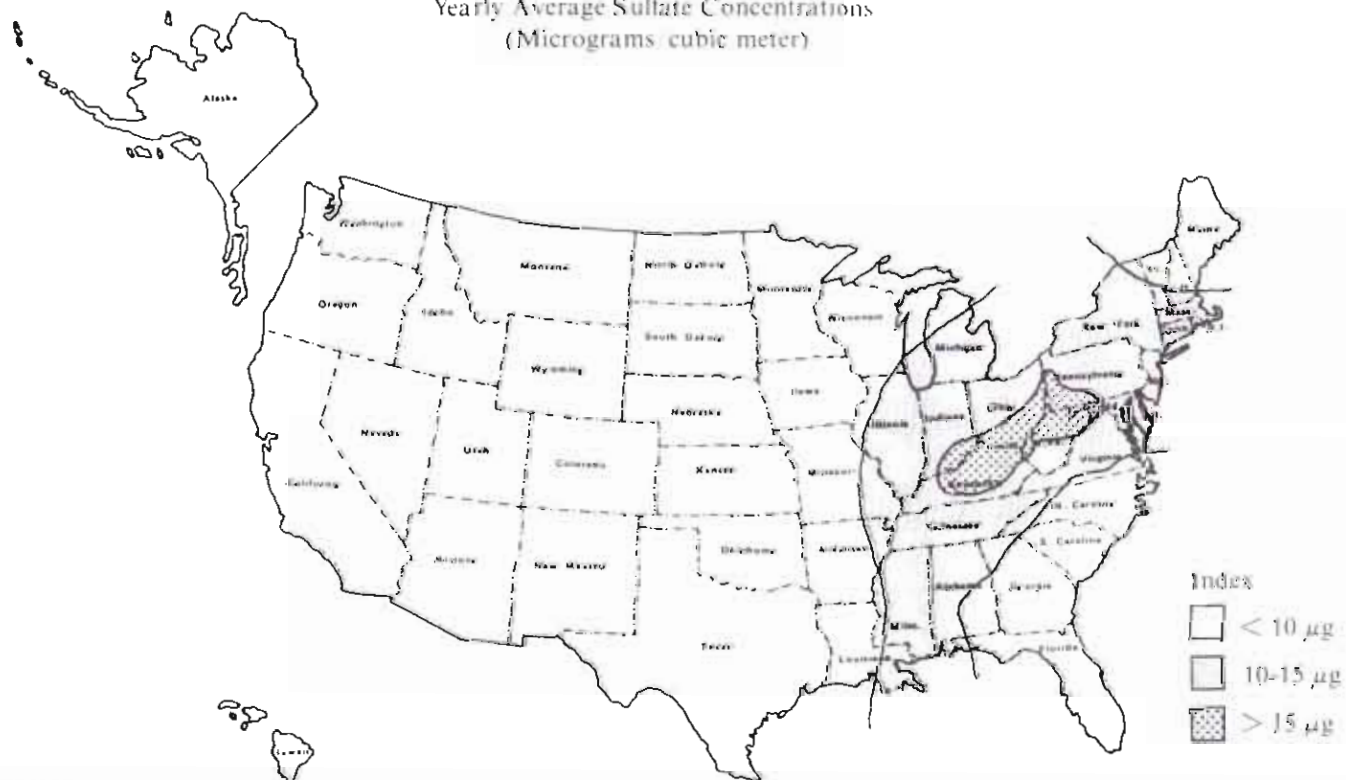 Yearly Average Sulfate Concentrations
(Micrograms cubic meter)
Alaska
Washington
Maine
Montana
North Dakota
Minnesota
Oregon
Idaho
Wisconsin
Mass
New York
South Dakota
Michigan
Wyoming
Pennsylvania
Iowa
Nebraska
Ohio
Illinois
Indiana
Nevada
Utah
Colorado
Kansas
Missouri
Virginia
California
Kentucky
N. Carolina
Tennessee
S. Carolina
Oklahoma
Arkansas
Arizona
New Mexico
Alabama
Georgia
Index
< 10 µg
Miss.
Texas
Florida
Louisiana
10-15 µg
> 15 µg
Hawaii